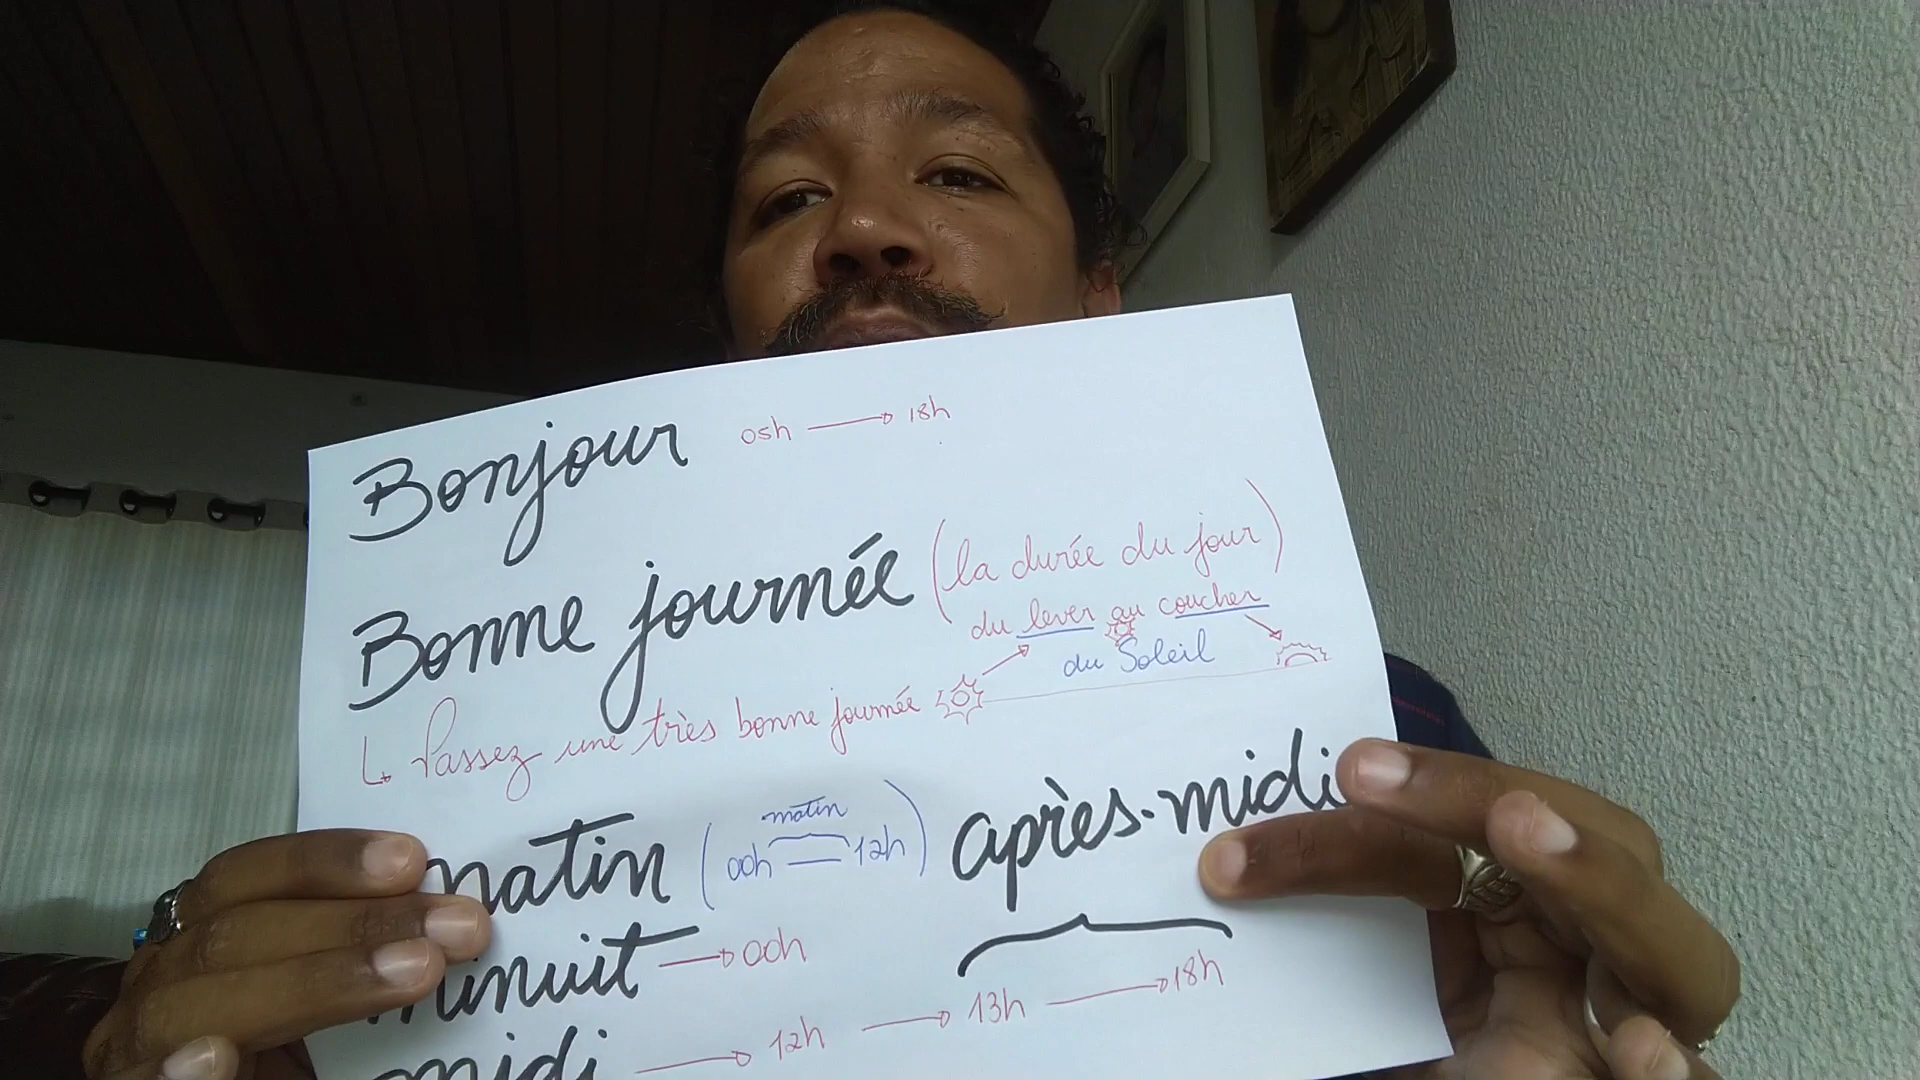 Bonjour 05h → 18h
Bonne journée (la durée du jour)
du lever au coucher
du Soleil
↳ Passez une très bonne journée
matin (00h — 12h) après-midi
matin
minuit → 00h
midi → 12h → 13h → 18h